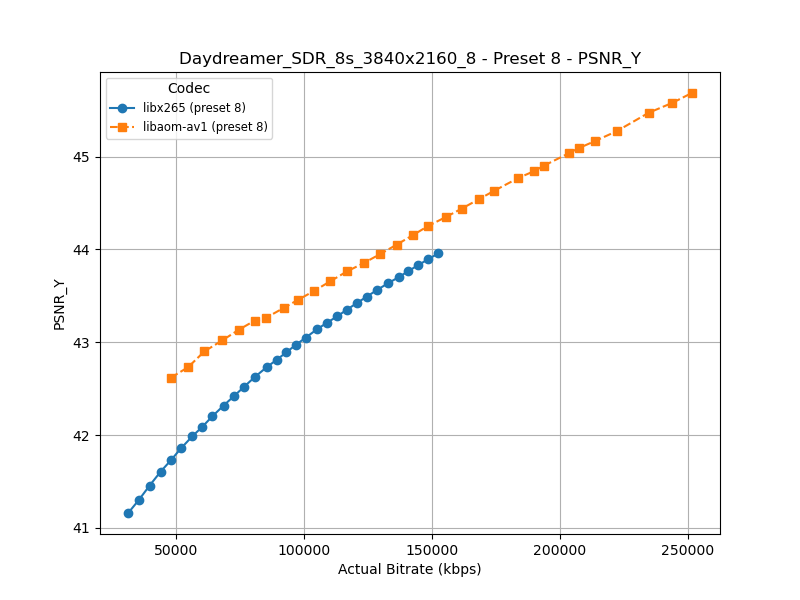 Daydreamer_SDR_8s_3840x2160_8 - Preset 8 - PSNR_Y
Codec
libx265 (preset 8)
libaom-av1 (preset 8)
PSNR_Y
45
44
43
42
41
50000 100000 150000 200000 250000
Actual Bitrate (kbps)